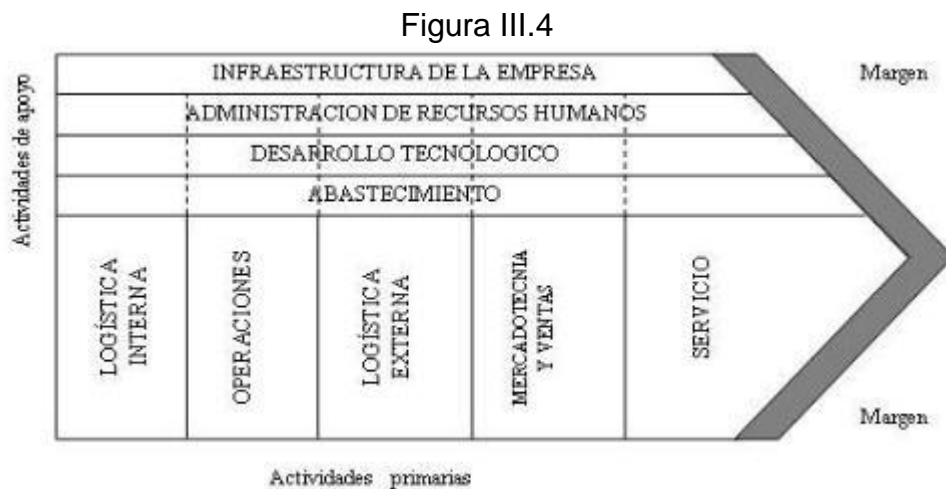 Figura III.4
INFRAESTRUCTURA DE LA EMPRESA
Margen
ADMINISTRACION DE RECURSOS HUMANOS
DESARROLLO TECNOLOGICO
ABASTECIMIENTO
Actividades de apoyo
LOGÍSTICA
INTERNA
OPERACIONES
LOGÍSTICA
EXTERNA
MERCADOTECNIA
Y VENTAS
SERVICIO
Margen
Actividades primarias